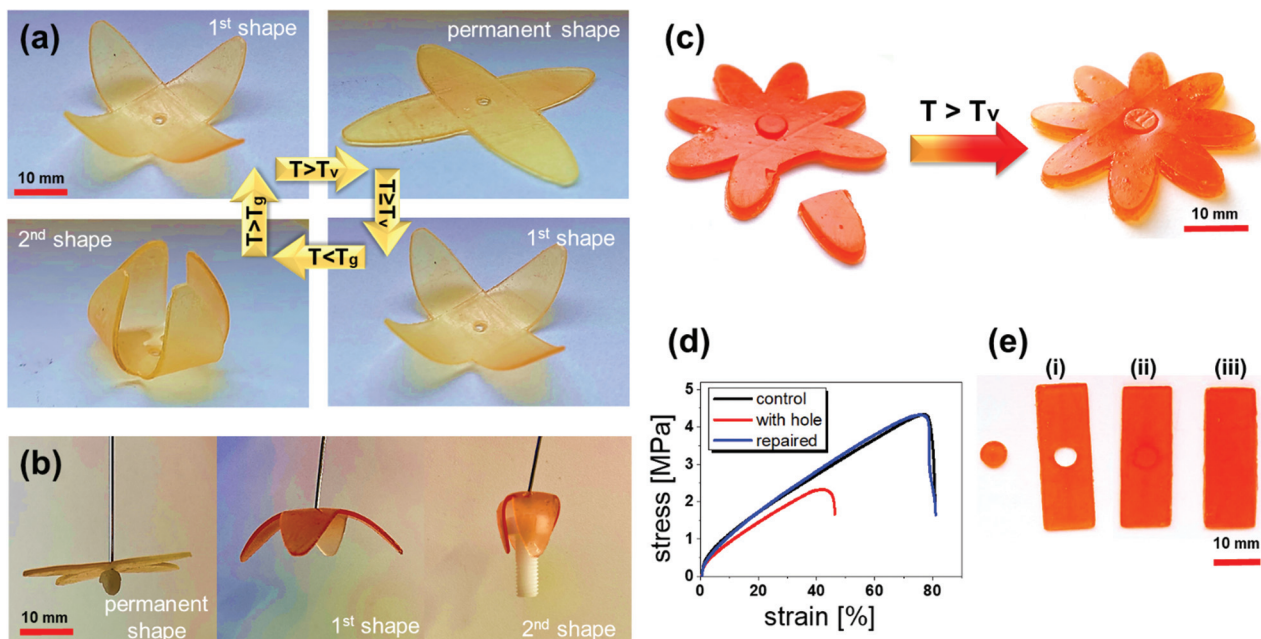 (a)
1st shape
10 mm
permanent shape
T>Tv
T≥Tv
T<Tg
T>Tg
2nd shape
1st shape
(b)
10 mm
permanent
shape
1st shape
2nd shape
(c)
T > Tv
10 mm
(d)
5
4
3
2
1
0
stress [MPa]
control
with hole
repaired
0
20
40
60
80
strain [%]
(e)
(i)
(ii)
(iii)
10 mm